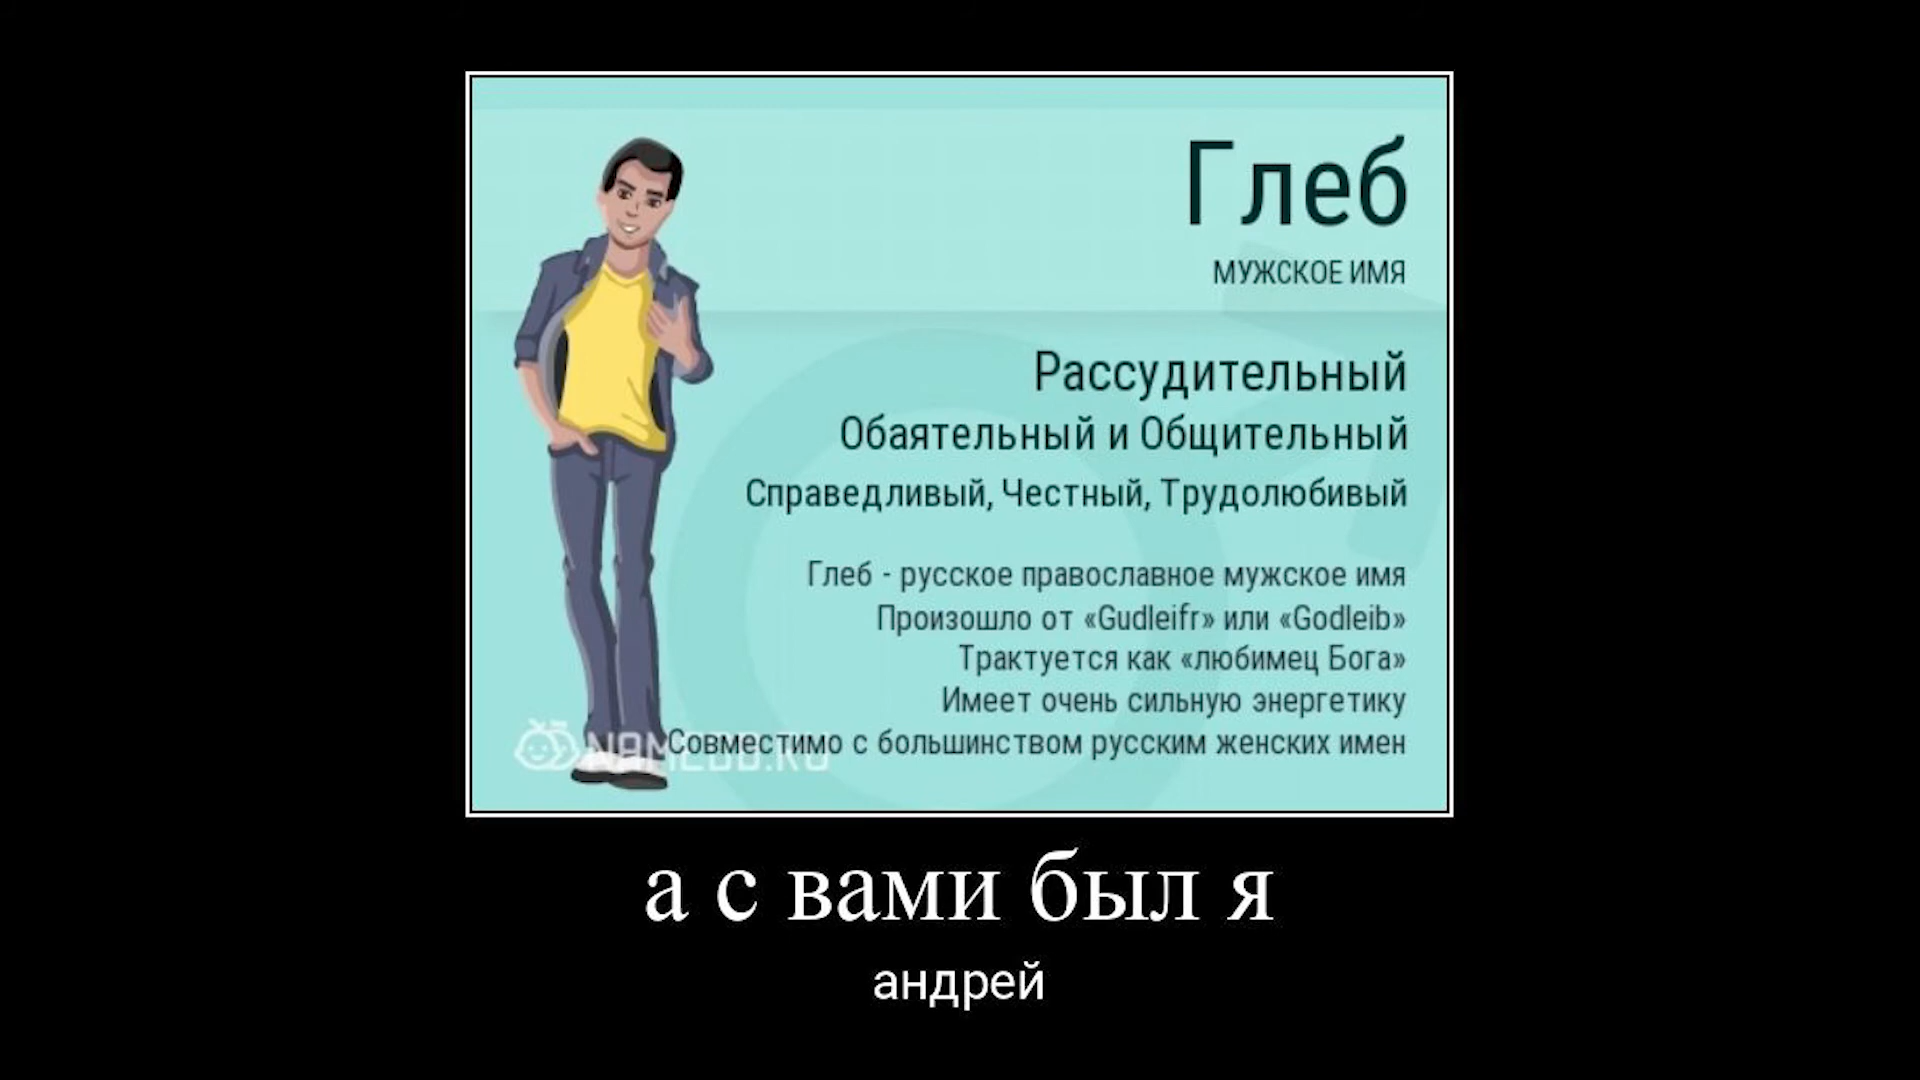 Глеб
МУЖСКОЕ ИМЯ
Рассудительный
Обаятельный и Общительный
Справедливый, Честный, Трудолюбивый
Глеб - русское православное мужское имя
Произошло от «Gudleifr» или «Godleib»
Трактуется как «любимец Бога»
Имеет очень сильную энергетику
Совместимо с большинством русским женских имен
а с вами был я
андрей